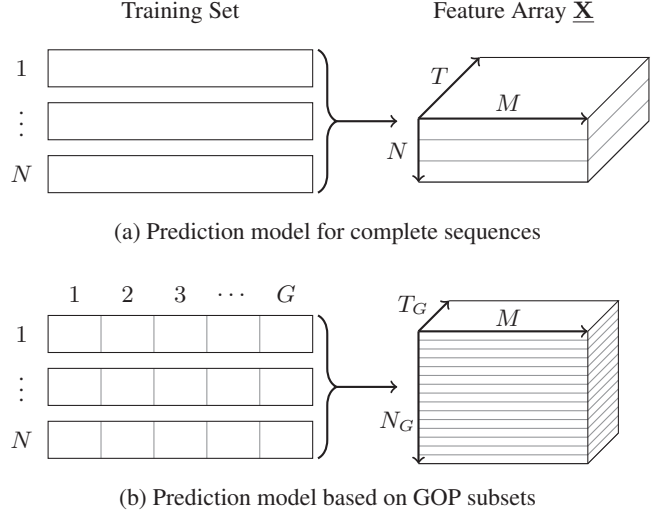 Training Set
Feature Array X
1
⋮
N
T
M
N
(a) Prediction model for complete sequences
1 2 3 ⋯ G
1
⋮
N
T_G
M
N_G
(b) Prediction model based on GOP subsets